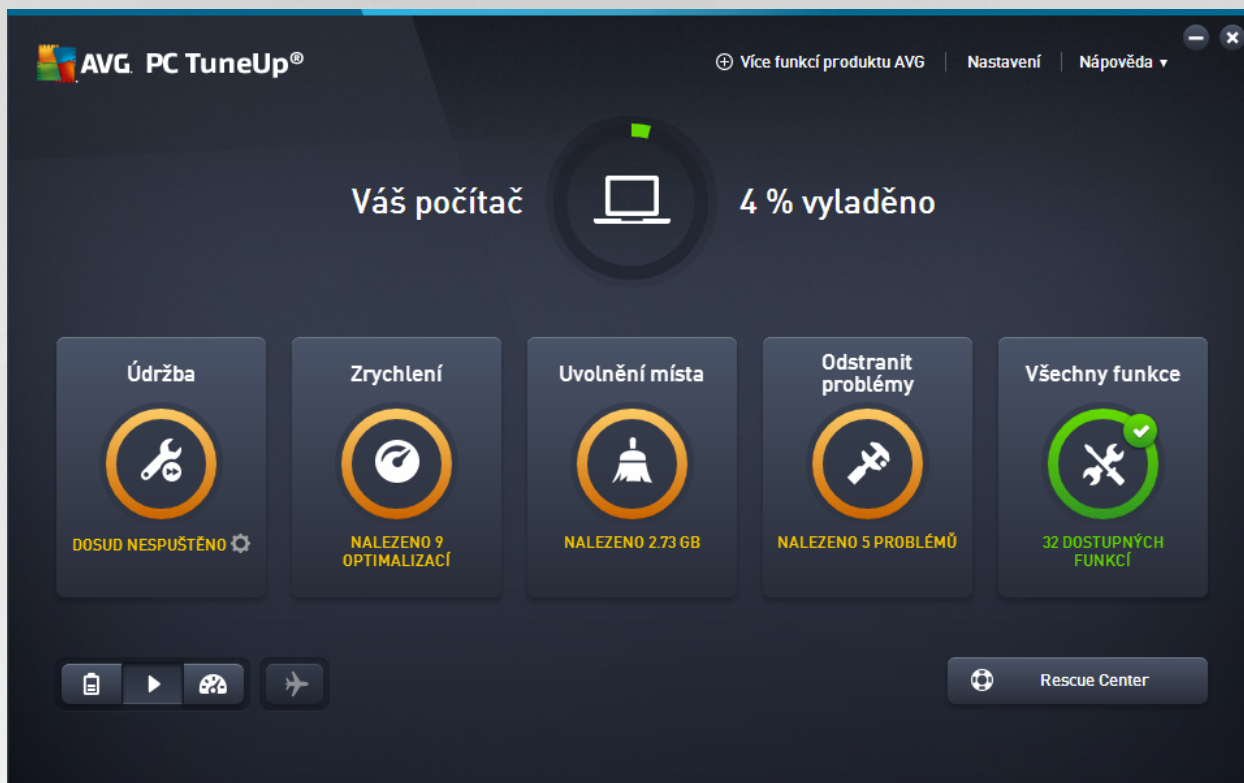 AVG. PC TuneUp®
Více funkcí produktu AVG
Nastavení
Nápověda
Váš počítač
4 % vyladěno
Údržba
DOSUD NESPUŠTĚNO
Zrychlení
NALEZENO 9
OPTIMALIZACÍ
Uvolnění místa
NALEZENO 2.73 GB
Odstranit
problémy
NALEZENO 5 PROBLÉMŮ
Všechny funkce
32 DOSTUPNÝCH
FUNKCÍ
Rescue Center